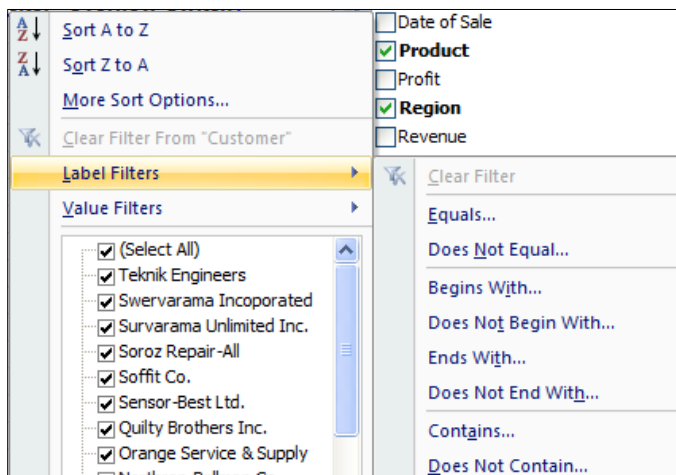 Sort A to Z
Sort Z to A
More Sort Options...
Clear Filter From "Customer"
Label Filters
Value Filters
(Select All)
Teknik Engineers
Swervarama Incoporated
Survarama Unlimited Inc.
Soroz Repair-All
Soffit Co.
Sensor-Best Ltd.
Quilty Brothers Inc.
Orange Service & Supply
Date of Sale
Product
Profit
Region
Revenue
Clear Filter
Equals...
Does Not Equal...
Begins With...
Does Not Begin With...
Ends With...
Does Not End With...
Contains...
Does Not Contain...